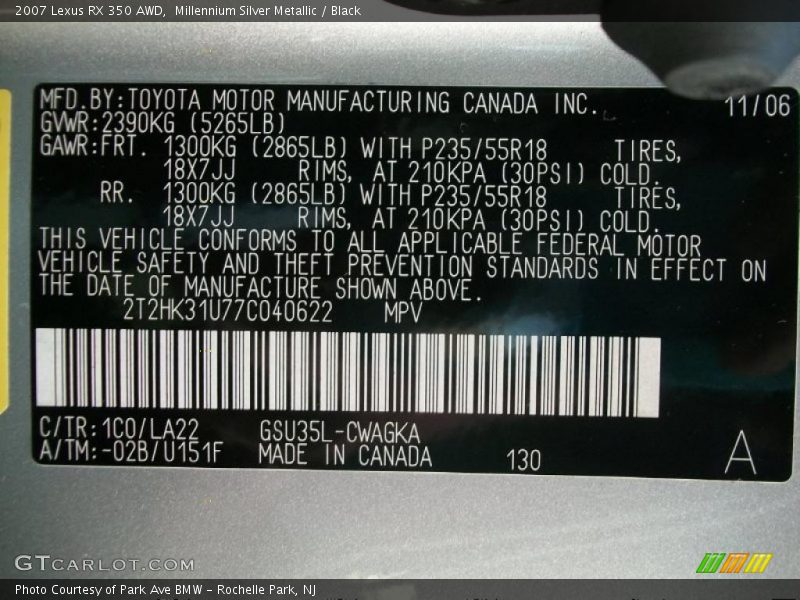 2007 Lexus RX 350 AWD,  Millennium Silver Metallic / Black
MFD.BY:TOYOTA MOTOR MANUFACTURING CANADA INC. 11/06
GVWR:2390KG (5265LB)
GAWR:FRT. 1300KG (2865LB) WITH P235/55R18 TIRES,
18X7JJ RIMS, AT 210KPA (30PSI) COLD.
RR. 1300KG (2865LB) WITH P235/55R18 TIRES,
18X7JJ RIMS, AT 210KPA (30PSI) COLD.
THIS VEHICLE CONFORMS TO ALL APPLICABLE FEDERAL MOTOR
VEHICLE SAFETY AND THEFT PREVENTION STANDARDS IN EFFECT ON
THE DATE OF MANUFACTURE SHOWN ABOVE.
2T2HK31U77C040622 MPV
C/TR:1C0/LA22 GSU35L-CWAGKA
A/TM:-02B/U151F MADE IN CANADA 130 A
GTCARLOT.COM
Photo Courtesy of Park Ave BMW - Rochelle Park, NJ